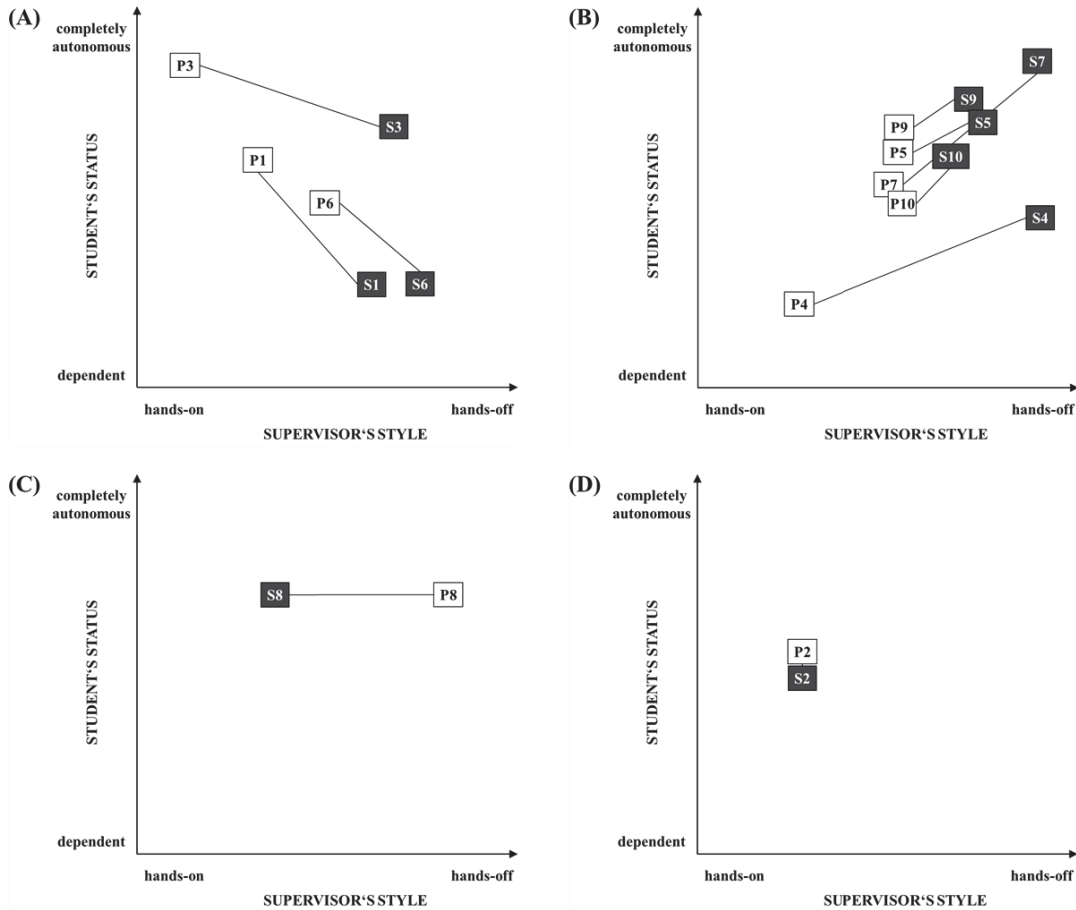 (A)
completely
autonomous
P3
S3
P1
P6
S1
S6
STUDENT‘S STATUS
dependent
hands-on
hands-off
SUPERVISOR‘S STYLE
(B)
completely
autonomous
S7
S9
P9
S5
P5
S10
P7
P10
S4
P4
STUDENT‘S STATUS
dependent
hands-on
hands-off
SUPERVISOR‘S STYLE
(C)
completely
autonomous
S8
P8
STUDENT‘S STATUS
dependent
hands-on
hands-off
SUPERVISOR‘S STYLE
(D)
completely
autonomous
P2
S2
STUDENT‘S STATUS
dependent
hands-on
hands-off
SUPERVISOR‘S STYLE